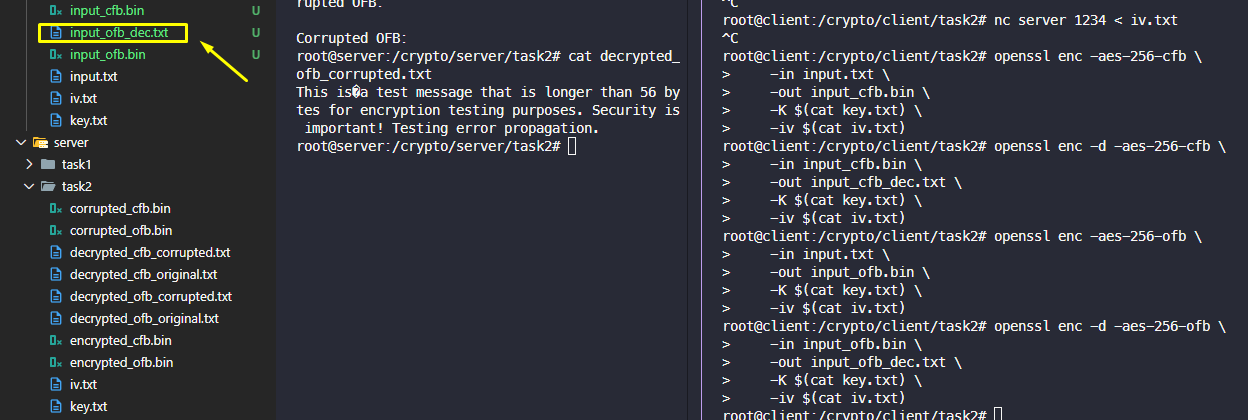 input_cfb.bin U
input_ofb_dec.txt U
input_ofb.bin U
input.txt
iv.txt
key.txt
server
task1
task2
corrupted_cfb.bin
corrupted_ofb.bin
decrypted_cfb_corrupted.txt
decrypted_cfb_original.txt
decrypted_ofb_corrupted.txt
decrypted_ofb_original.txt
encrypted_cfb.bin
encrypted_ofb.bin
iv.txt
key.txt
rupted OFB:
Corrupted OFB:
root@server:/crypto/server/task2# cat decrypted_
ofb_corrupted.txt
This is�a test message that is longer than 56 by
tes for encryption testing purposes. Security is
 important! Testing error propagation.
root@server:/crypto/server/task2#
^C
root@client:/crypto/client/task2# nc server 1234 < iv.txt
^C
root@client:/crypto/client/task2# openssl enc -aes-256-cfb \
>     -in input.txt \
>     -out input_cfb.bin \
>     -K $(cat key.txt) \
>     -iv $(cat iv.txt)
root@client:/crypto/client/task2# openssl enc -d -aes-256-cfb \
>     -in input_cfb.bin \
>     -out input_cfb_dec.txt \
>     -K $(cat key.txt) \
>     -iv $(cat iv.txt)
root@client:/crypto/client/task2# openssl enc -aes-256-ofb \
>     -in input.txt \
>     -out input_ofb.bin \
>     -K $(cat key.txt) \
>     -iv $(cat iv.txt)
root@client:/crypto/client/task2# openssl enc -d -aes-256-ofb \
>     -in input_ofb.bin \
>     -out input_ofb_dec.txt \
>     -K $(cat key.txt) \
>     -iv $(cat iv.txt)
root@client:/crypto/client/task2#